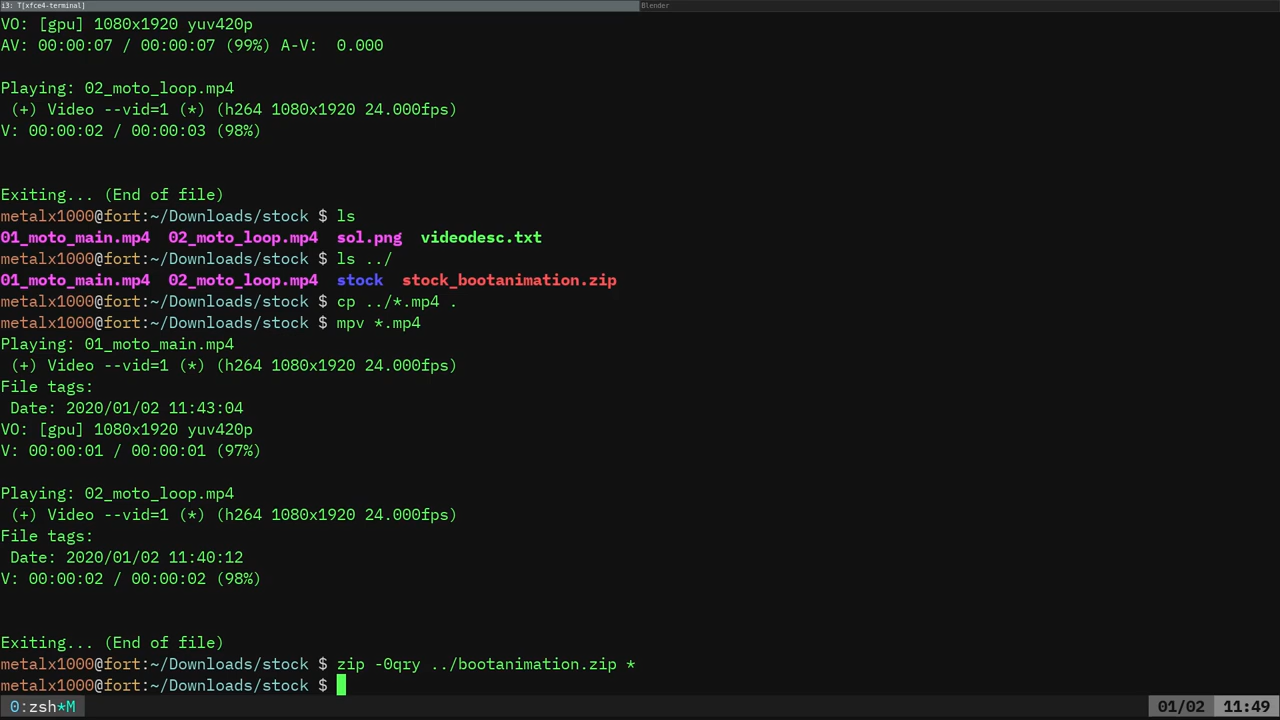 i3: T[xfce4-terminal]
Blender
VO: [gpu] 1080x1920 yuv420p
AV: 00:00:07 / 00:00:07 (99%) A-V:  0.000
Playing: 02_moto_loop.mp4
 (+) Video --vid=1 (*) (h264 1080x1920 24.000fps)
V: 00:00:02 / 00:00:03 (98%)
Exiting... (End of file)
metalx1000@fort:~/Downloads/stock $ ls
01_moto_main.mp4  02_moto_loop.mp4  sol.png  videodesc.txt
metalx1000@fort:~/Downloads/stock $ ls ../
01_moto_main.mp4  02_moto_loop.mp4  stock  stock_bootanimation.zip
metalx1000@fort:~/Downloads/stock $ cp ../*.mp4 .
metalx1000@fort:~/Downloads/stock $ mpv *.mp4
Playing: 01_moto_main.mp4
 (+) Video --vid=1 (*) (h264 1080x1920 24.000fps)
File tags:
 Date: 2020/01/02 11:43:04
VO: [gpu] 1080x1920 yuv420p
V: 00:00:01 / 00:00:01 (97%)
Playing: 02_moto_loop.mp4
 (+) Video --vid=1 (*) (h264 1080x1920 24.000fps)
File tags:
 Date: 2020/01/02 11:40:12
V: 00:00:02 / 00:00:02 (98%)
Exiting... (End of file)
metalx1000@fort:~/Downloads/stock $ zip -0qry ../bootanimation.zip *
metalx1000@fort:~/Downloads/stock $
0:zsh*M
01/02 11:49